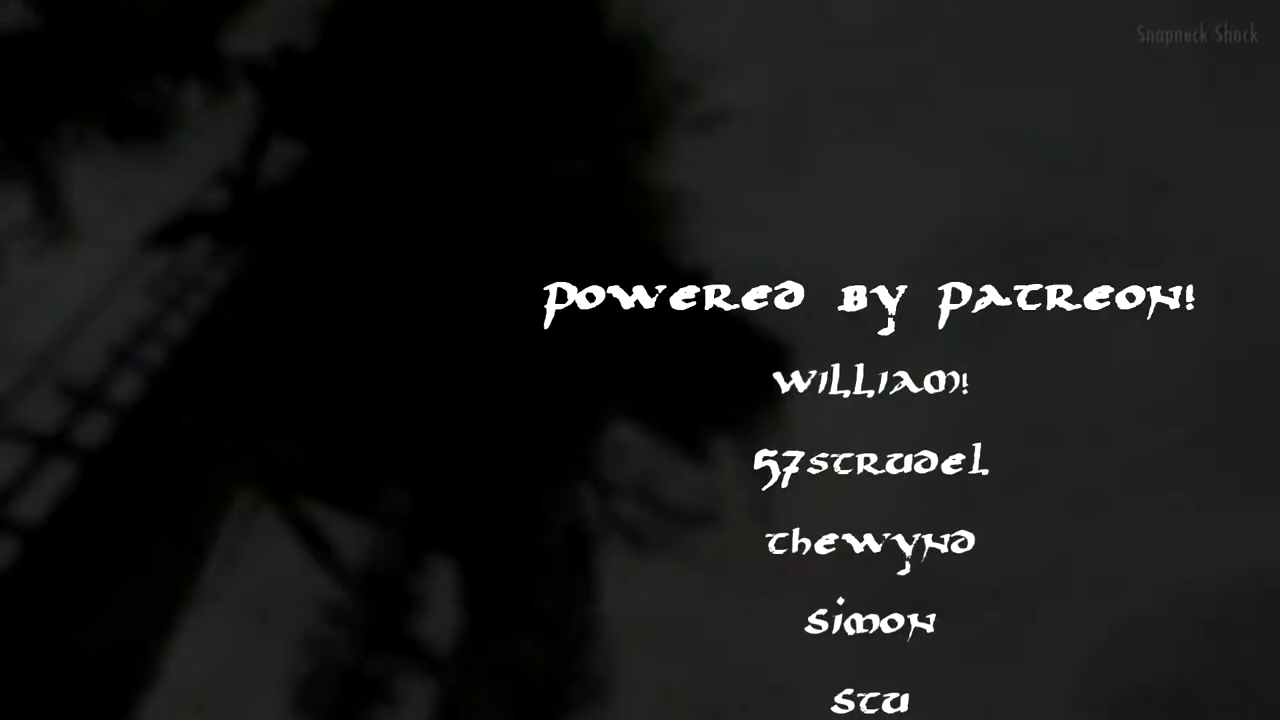 Snapneck Shack
Powered by Patreon!
William!
57strudel
Thewynd
Simon
Stu